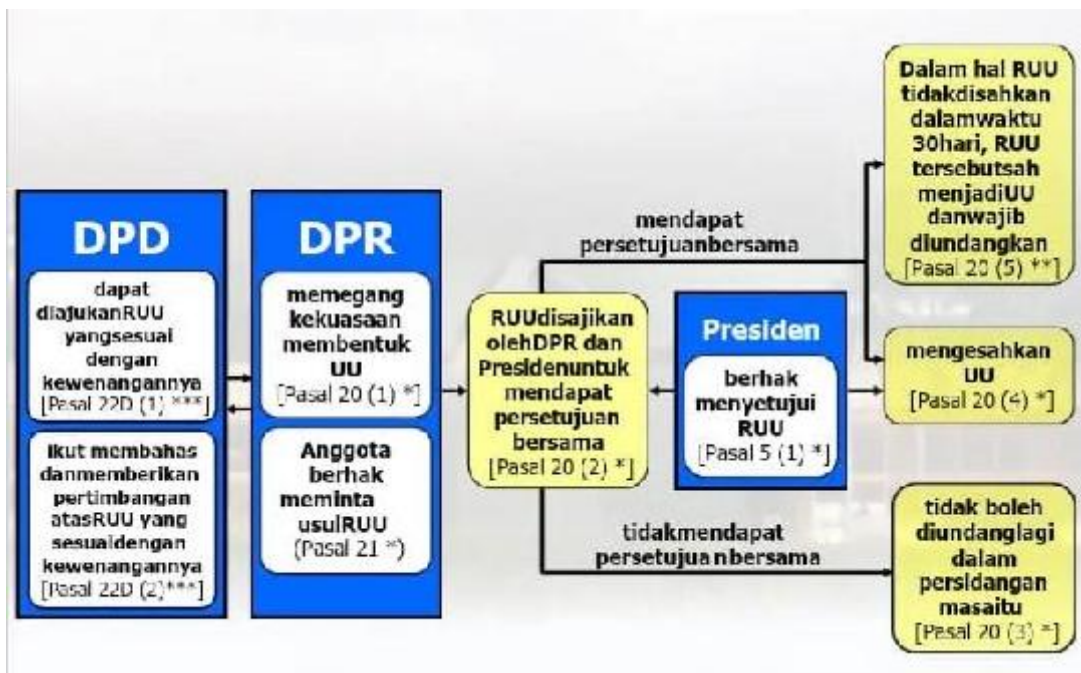 DPD
dapat
diajukanRUU
yangsesuai
dengan
kewenangannya
[Pasal 22D (1) ***]
Ikut membahas
danmemberikan
pertimbangan
atasRUU yang
sesuaidengan
kewenangannya
[Pasal 22D (2)***]
DPR
memegang
kekuasaan
membentuk
UU
[Pasal 20 (1) *]
Anggota
berhak
meminta
usulRUU
(Pasal 21 *)
RUUdisajikan
olehDPR dan
Presidenuntuk
mendapat
persetujuan
bersama
[Pasal 20 (2) *]
mendapat
persetujuanbersama
tidakmendapat
persetujuanbersama
Presiden
berhak
menyetujui
RUU
[Pasal 5 (1) *]
Dalam hal RUU
tidakdisahkan
dalamwaktu
30hari, RUU
tersebutsah
menjadiUU
danwajib
diundangkan
[Pasal 20 (5) **]
mengesahkan
UU
[Pasal 20 (4) *]
tidak boleh
diundanglagi
dalam
persidangan
masaitu
[Pasal 20 (3) *]